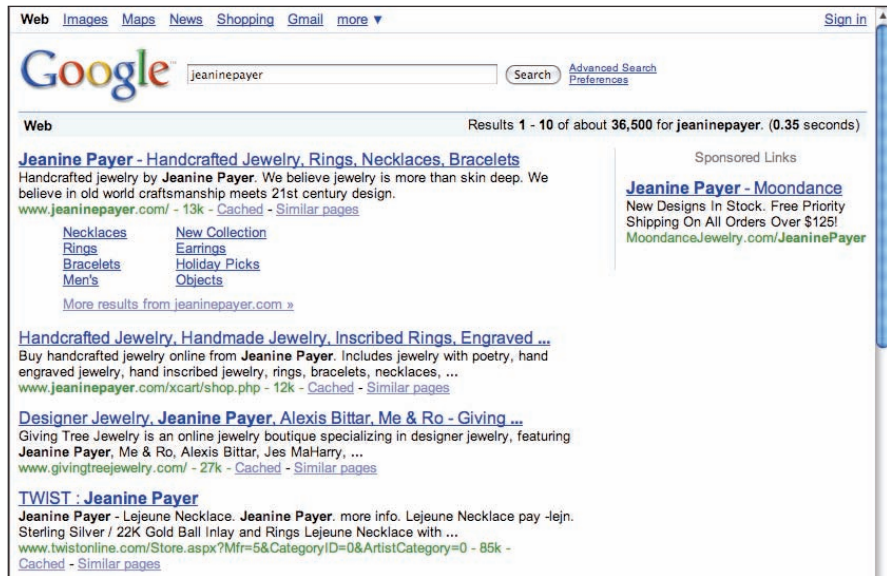 Web Images Maps News Shopping Gmail more ▼ Sign in
Google™ jeaninepayer Search Advanced Search
Preferences
Web Results 1 - 10 of about 36,500 for jeaninepayer. (0.35 seconds)
Jeanine Payer - Handcrafted Jewelry, Rings, Necklaces, Bracelets
Handcrafted jewelry by Jeanine Payer. We believe jewelry is more than skin deep. We
believe in old world craftsmanship meets 21st century design.
www.jeaninepayer.com/ - 13k - Cached - Similar pages
Necklaces New Collection
Rings Earrings
Bracelets Holiday Picks
Men's Objects
More results from jeaninepayer.com »
Handcrafted Jewelry, Handmade Jewelry, Inscribed Rings, Engraved ...
Buy handcrafted jewelry online from Jeanine Payer. Includes jewelry with poetry, hand
engraved jewelry, hand inscribed jewelry, rings, bracelets, necklaces, ...
www.jeaninepayer.com/xcart/shop.php - 12k - Cached - Similar pages
Designer Jewelry, Jeanine Payer, Alexis Bittar, Me & Ro - Giving ...
Giving Tree Jewelry is an online jewelry boutique specializing in designer jewelry, featuring
Jeanine Payer, Me & Ro, Alexis Bittar, Jes MaHarry, ...
www.givingtreejewelry.com/ - 27k - Cached - Similar pages
TWIST : Jeanine Payer
Jeanine Payer - Lejeune Necklace. Jeanine Payer. more info. Lejeune Necklace pay -lejn.
Sterling Silver / 22K Gold Ball Inlay and Rings Lejeune Necklace with ...
www.twistonline.com/Store.aspx?Mfr=5&CategoryID=0&ArtistCategory=0 - 85k -
Cached - Similar pages
Sponsored Links
Jeanine Payer - Moondance
New Designs In Stock. Free Priority
Shipping On All Orders Over $125!
MoondanceJewelry.com/JeaninePayer